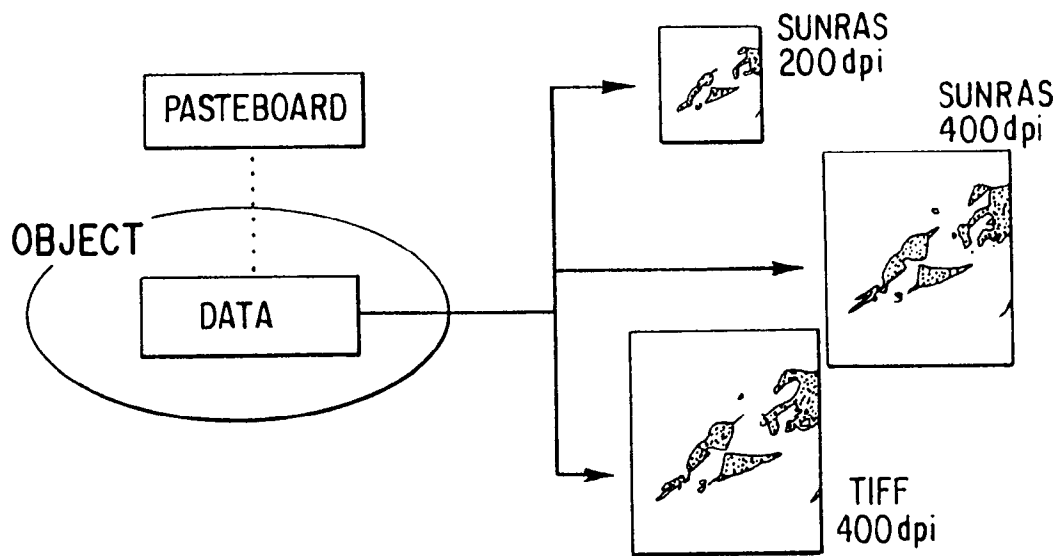 PASTEBOARD
OBJECT
DATA
SUNRAS
200dpi
SUNRAS
400dpi
TIFF
400dpi